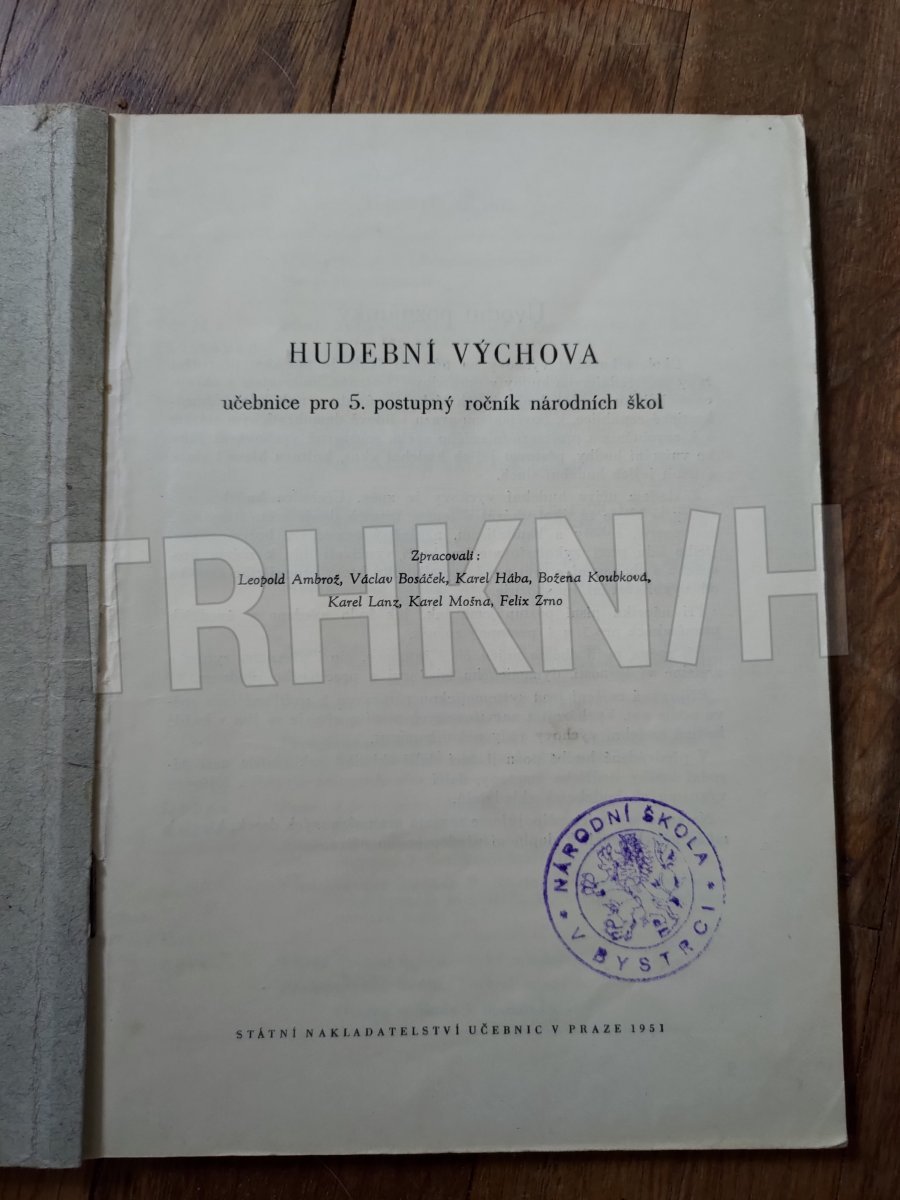 HUDEBNÍ VÝCHOVA
učebnice pro 5. postupný ročník národních škol
TRHKN/H
Zpracovali:
Leopold Ambrož, Václav Bosáček, Karel Hába, Božena Koubková,
Karel Lanz, Karel Mošna, Felix Zrno
* NÁRODNÍ ŠKOLA *
V BYSTRCI
STÁTNÍ NAKLADATELSTVÍ UČEBNIC V PRAZE 1951